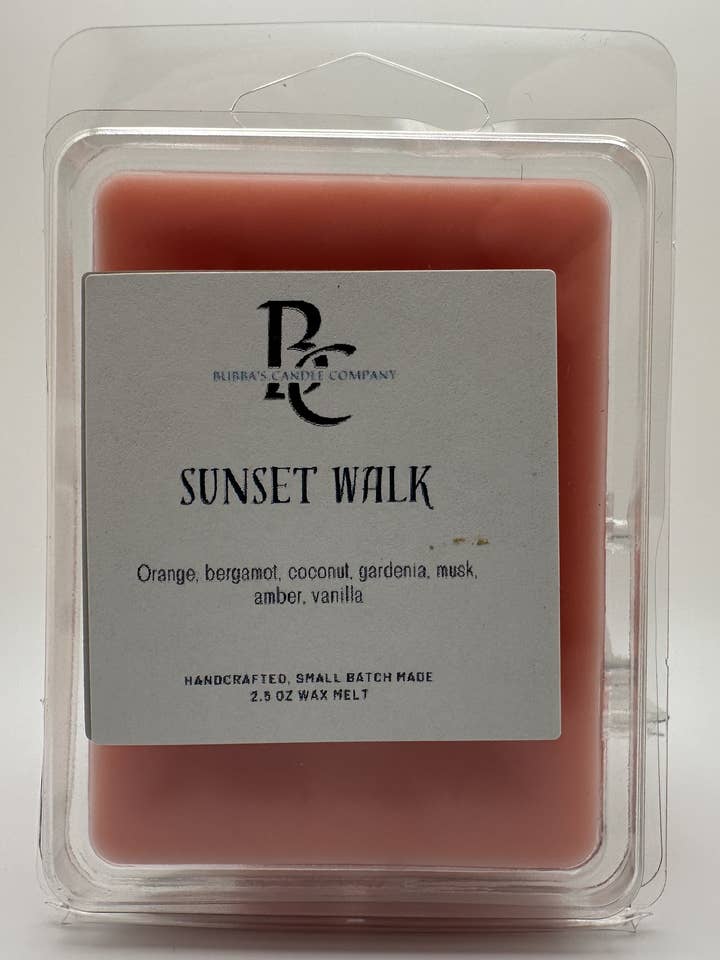 BC
BUBBA'S CANDLE COMPANY
SUNSET WALK
Orange, bergamot, coconut, gardenia, musk,
amber, vanilla
HANDCRAFTED, SMALL BATCH MADE
2.5 OZ WAX MELT